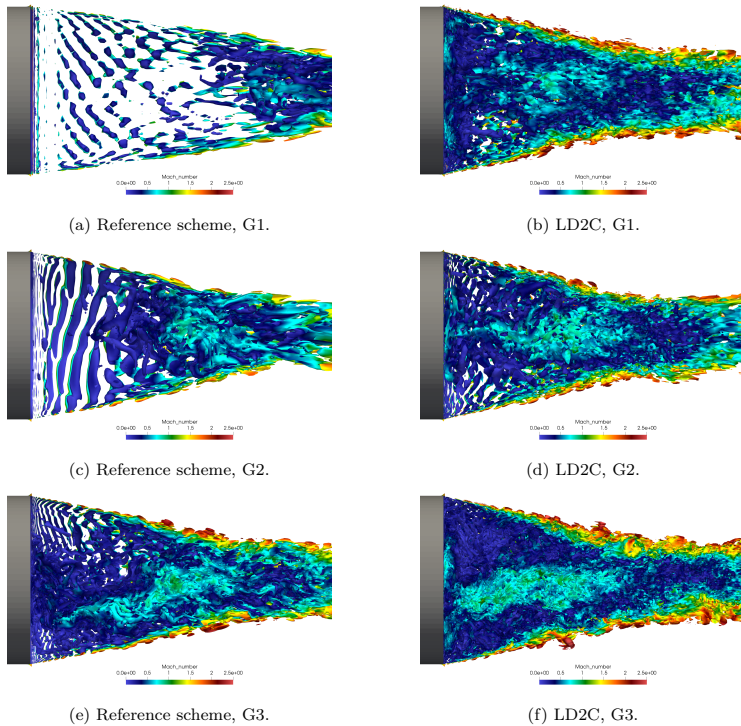 Mach_number
0.0e+00 0.5 1 1.5 2.5e+00
Mach_number
0.0e+00 0.5 1 1.5 2 2.5e+00
(a) Reference scheme, G1.
(b) LD2C, G1.
Mach_number
0.0e+00 0.5 1 1.5 2 2.5e+00
Mach_number
0.0e+00 0.5 1 1.5 2 2.5e+00
(c) Reference scheme, G2.
(d) LD2C, G2.
Mach_number
0.0e+00 0.5 1 1.5 2 2.5e+00
Mach_number
0.0e+00 0.5 1 1.5 2 2.5e+00
(e) Reference scheme, G3.
(f) LD2C, G3.